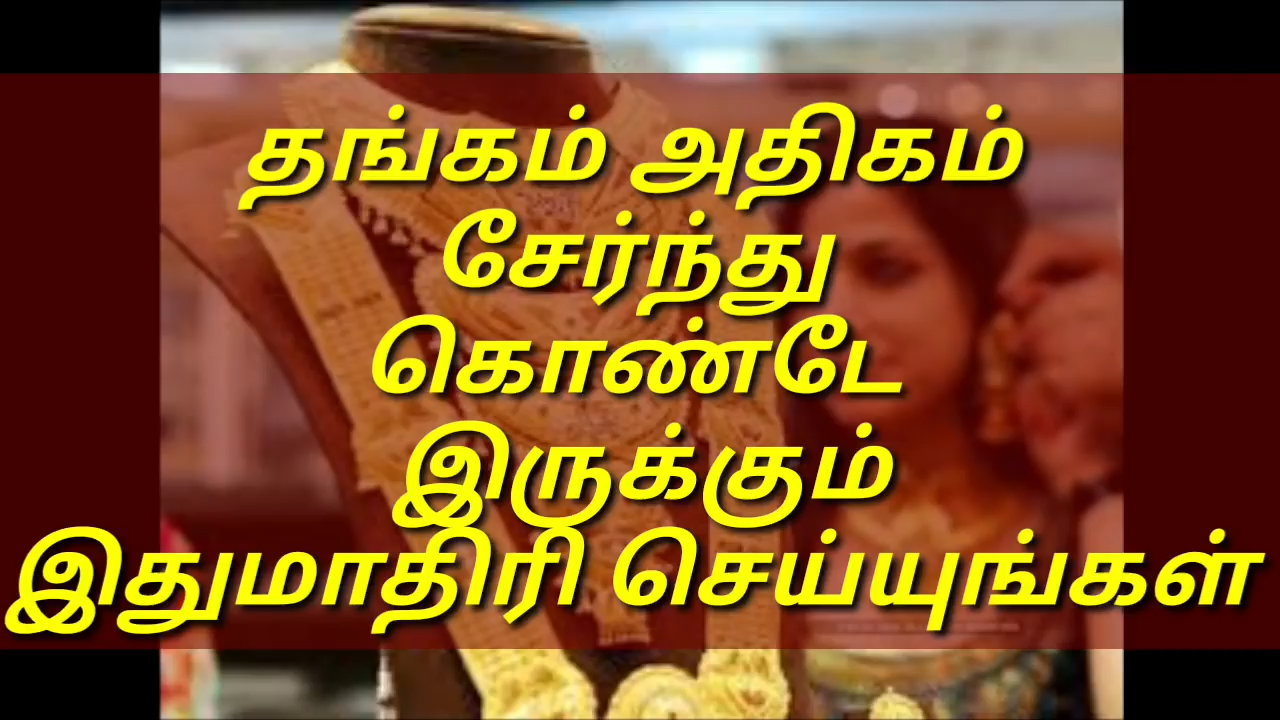 தங்கம் அதிகம்
சேர்ந்து
கொண்டே
இருக்கும்
இதுமாதிரி செய்யுங்கள்